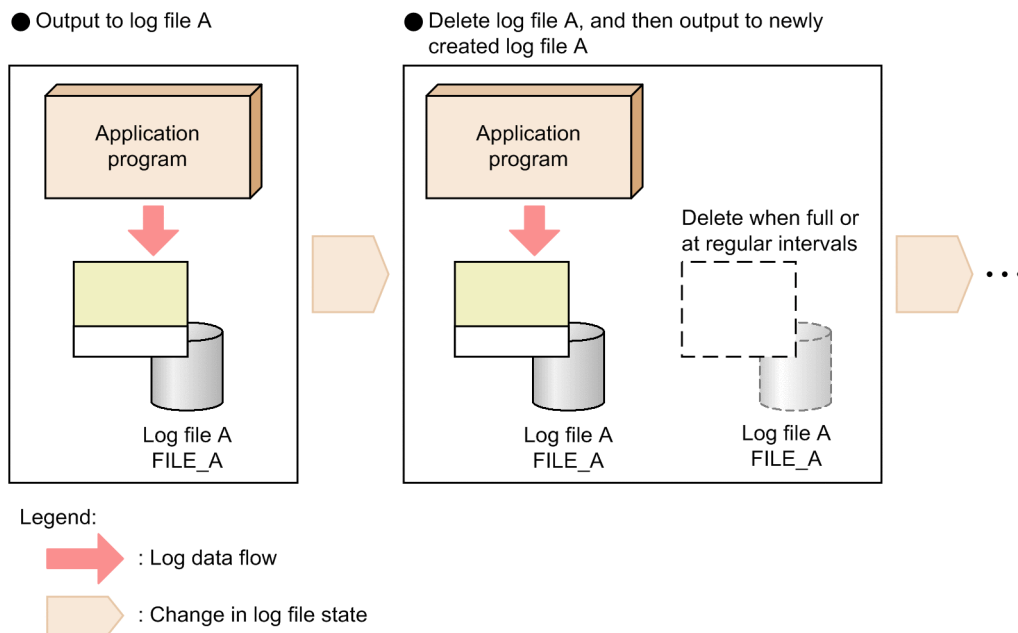 ● Output to log file A
● Delete log file A, and then output to newly
created log file A
Application
program
Log file A
FILE_A
Application
program
Delete when full or
at regular intervals
Log file A
FILE_A
Log file A
FILE_A
...
Legend:
: Log data flow
: Change in log file state